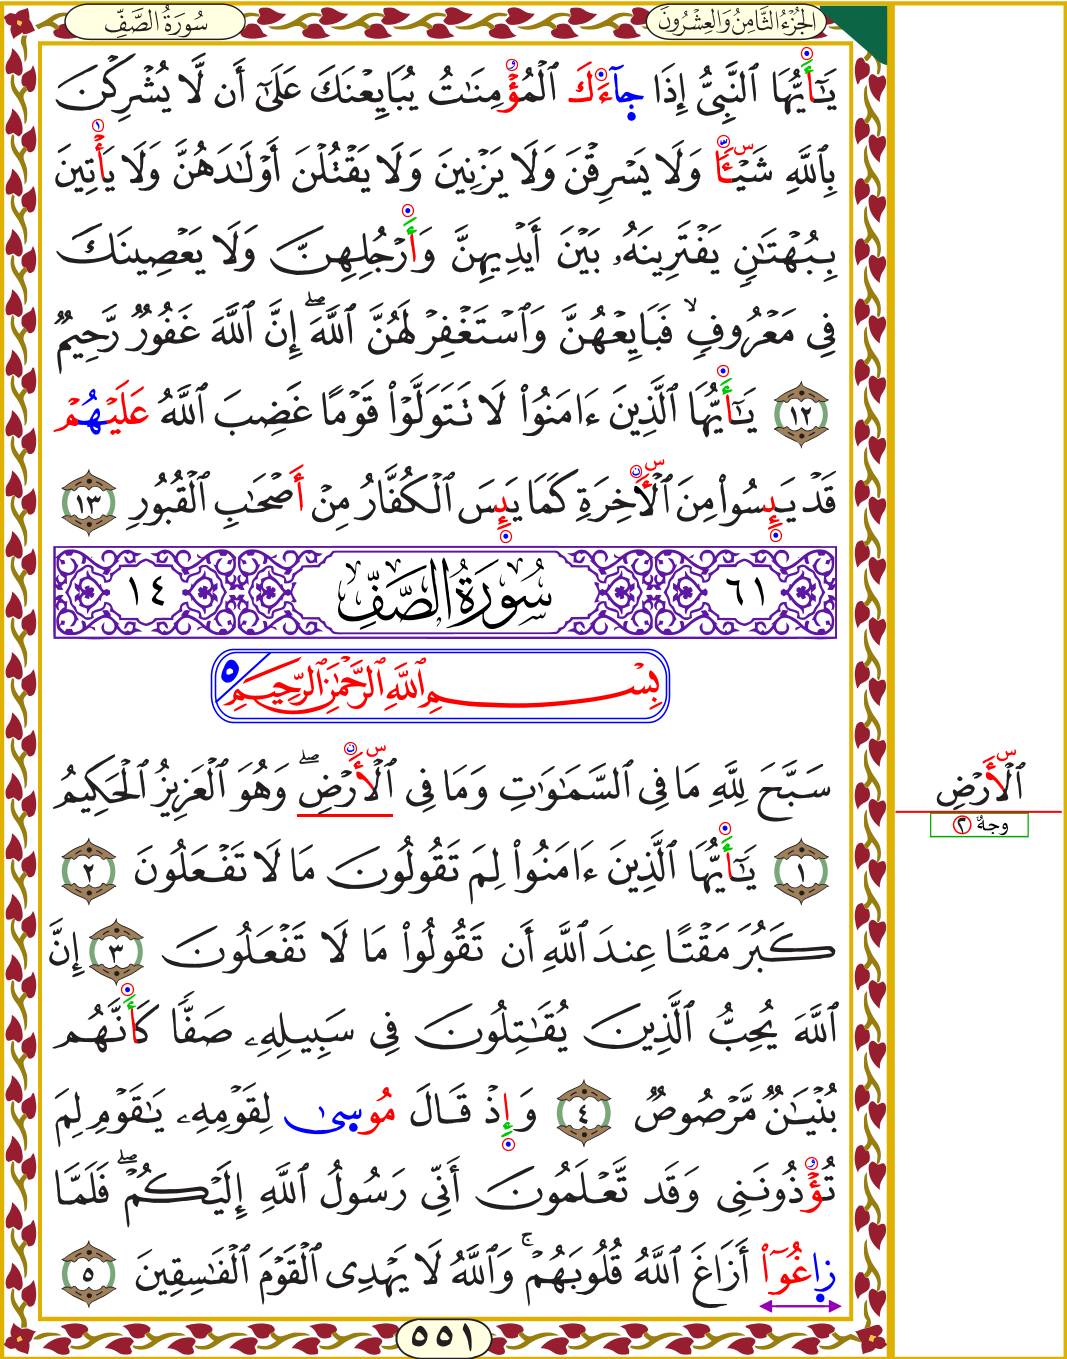 الجُزْءُ الثَّامِنُ وَالعِشْرُونَ
سُورَةُ الصَّفِّ
يَـٰٓأَيُّهَا ٱلنَّبِىُّ إِذَا جَآءَكَ ٱلْمُؤْمِنَـٰتُ يُبَايِعْنَكَ عَلَىٰٓ أَن لَّا يُشْرِكْنَ
بِٱللَّهِ شَيْـًٔا وَلَا يَسْرِقْنَ وَلَا يَزْنِينَ وَلَا يَقْتُلْنَ أَوْلَـٰدَهُنَّ وَلَا يَأْتِينَ
بِبُهْتَـٰنٍ يَفْتَرِينَهُۥ بَيْنَ أَيْدِيهِنَّ وَأَرْجُلِهِنَّ وَلَا يَعْصِينَكَ
فِى مَعْرُوفٍ ۙ فَبَايِعْهُنَّ وَٱسْتَغْفِرْ لَهُنَّ ٱللَّهَ ۖ إِنَّ ٱللَّهَ غَفُورٌ رَّحِيمٌ
١٢ يَـٰٓأَيُّهَا ٱلَّذِينَ ءَامَنُوا۟ لَا تَتَوَلَّوْا۟ قَوْمًا غَضِبَ ٱللَّهُ عَلَيْهُمْ
قَدْ يَئِسُوا۟ مِنَ ٱلْأَخِرَةِ كَمَا يَئِسَ ٱلْكُفَّارُ مِنْ أَصْحَـٰبِ ٱلْقُبُورِ ١٣
٦١ سُورَةُ الصَّفِّ ١٤
بِسْمِ ٱللَّهِ ٱلرَّحْمَـٰنِ ٱلرَّحِيمِ ٥
سَبَّحَ لِلَّهِ مَا فِى ٱلسَّمَـٰوَٰتِ وَمَا فِى ٱلْأَرْضِ ۖ وَهُوَ ٱلْعَزِيزُ ٱلْحَكِيمُ
ٱلْأَرْضِ
وجهٌ ٢
١ يَـٰٓأَيُّهَا ٱلَّذِينَ ءَامَنُوا۟ لِمَ تَقُولُونَ مَا لَا تَفْعَلُونَ ٢
كَبُرَ مَقْتًا عِندَ ٱللَّهِ أَن تَقُولُوا۟ مَا لَا تَفْعَلُونَ ٣ إِنَّ
ٱللَّهَ يُحِبُّ ٱلَّذِينَ يُقَـٰتِلُونَ فِى سَبِيلِهِۦ صَفًّا كَأَنَّهُم
بُنْيَـٰنٌ مَّرْصُوصٌ ٤ وَإِذْ قَالَ مُوسَىٰ لِقَوْمِهِۦ يَـٰقَوْمِ لِمَ
تُؤْذُونَنِى وَقَد تَّعْلَمُونَ أَنِّى رَسُولُ ٱللَّهِ إِلَيْكُمْ ۖ فَلَمَّا
زَاغُوٓا۟ أَزَاغَ ٱللَّهُ قُلُوبَهُمْ ۚ وَٱللَّهُ لَا يَهْدِى ٱلْقَوْمَ ٱلْفَـٰسِقِينَ ٥
٥٥١